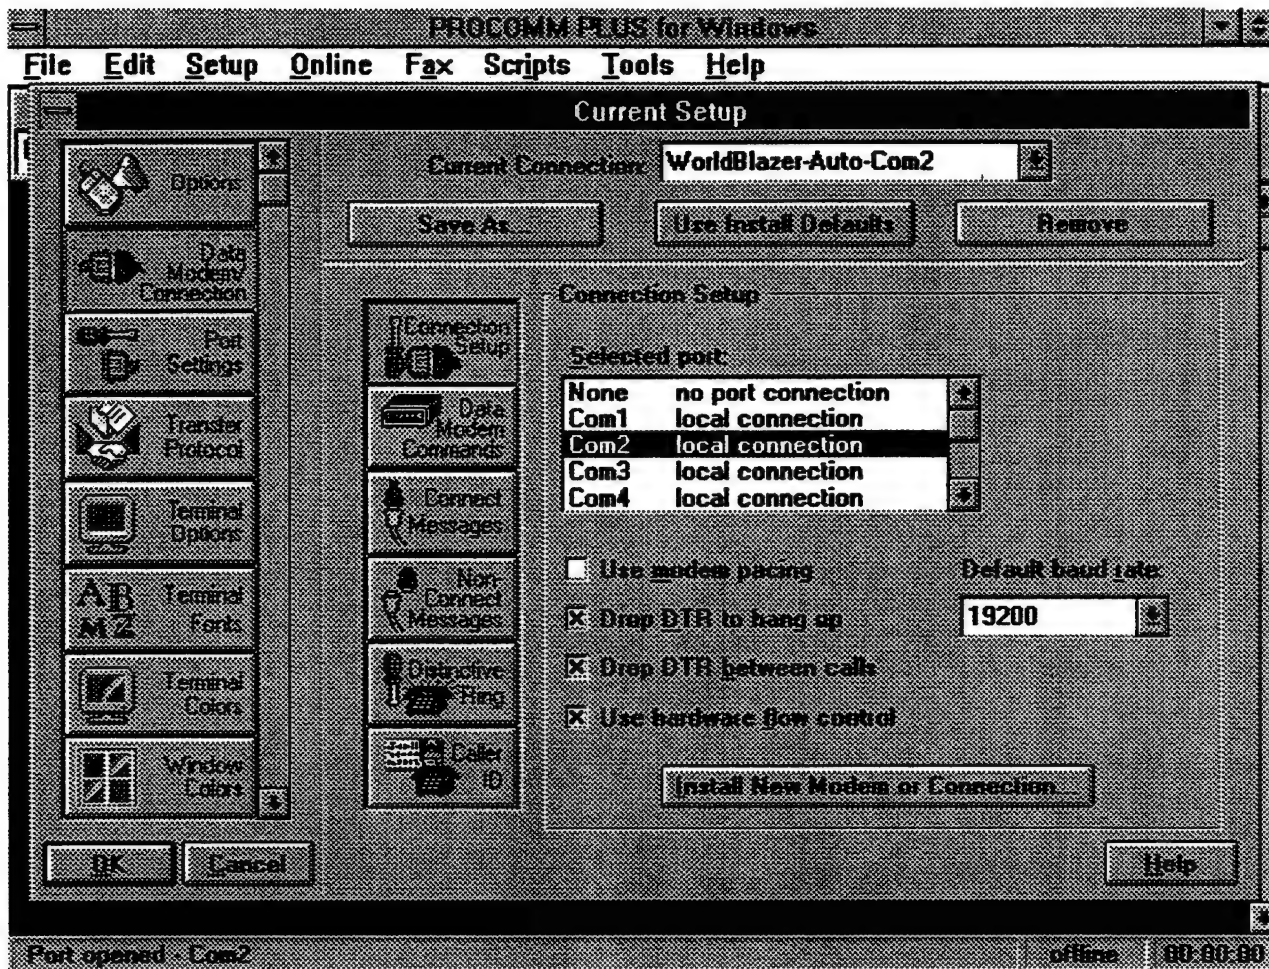 PROCOMM PLUS for Windows
File Edit Setup Online Fax Scripts Tools Help
Current Setup
Options
Data
Modem/
Connection
Port
Settings
Transfer
Protocol
Terminal
Options
Terminal
Fonts
Terminal
Colors
Window
Colors
Current Connection: WorldBlazer-Auto-Com2
Save As... Use Install Defaults Remove
Connection
Setup
Data
Modem
Commands
Connect
Messages
Non-
Connect
Messages
Distinctive
Ring
Caller
ID
Connection Setup
Selected port:
None no port connection
Com1 local connection
Com2 local connection
Com3 local connection
Com4 local connection
Use modem pacing
Drop DTR to hang up
Drop DTR between calls
Use hardware flow control
Default baud rate:
19200
Install New Modem or Connection...
OK Cancel Help
Port opened - Com2 offline 00:00:00